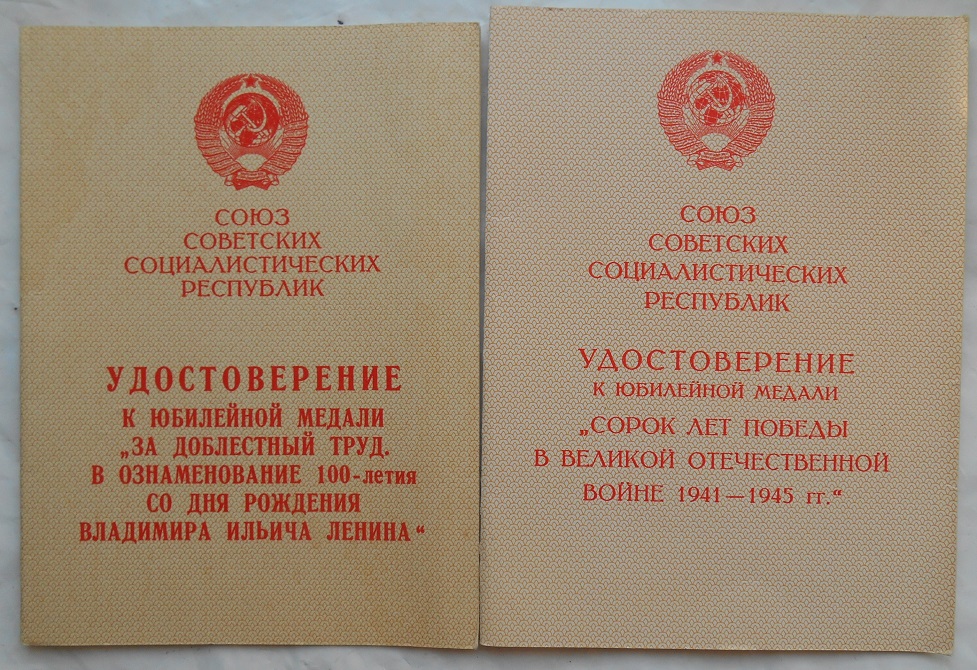 СОЮЗ
СОВЕТСКИХ
СОЦИАЛИСТИЧЕСКИХ
РЕСПУБЛИК
УДОСТОВЕРЕНИЕ
К ЮБИЛЕЙНОЙ МЕДАЛИ
„ЗА ДОБЛЕСТНЫЙ ТРУД.
В ОЗНАМЕНОВАНИЕ 100-летия
СО ДНЯ РОЖДЕНИЯ
ВЛАДИМИРА ИЛЬИЧА ЛЕНИНА“
СОЮЗ
СОВЕТСКИХ
СОЦИАЛИСТИЧЕСКИХ
РЕСПУБЛИК
УДОСТОВЕРЕНИЕ
К ЮБИЛЕЙНОЙ МЕДАЛИ
„СОРОК ЛЕТ ПОБЕДЫ
В ВЕЛИКОЙ ОТЕЧЕСТВЕННОЙ
ВОЙНЕ 1941—1945 гг.“